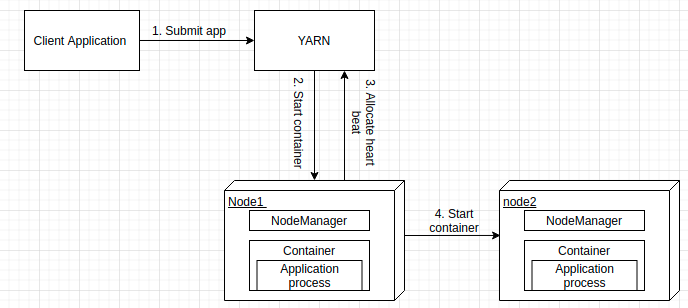 Client Application
1. Submit app
YARN
2. Start container
3. Allocate heart
beat
Node1
NodeManager
Container
Application
process
4. Start
container
node2
NodeManager
Container
Application
process